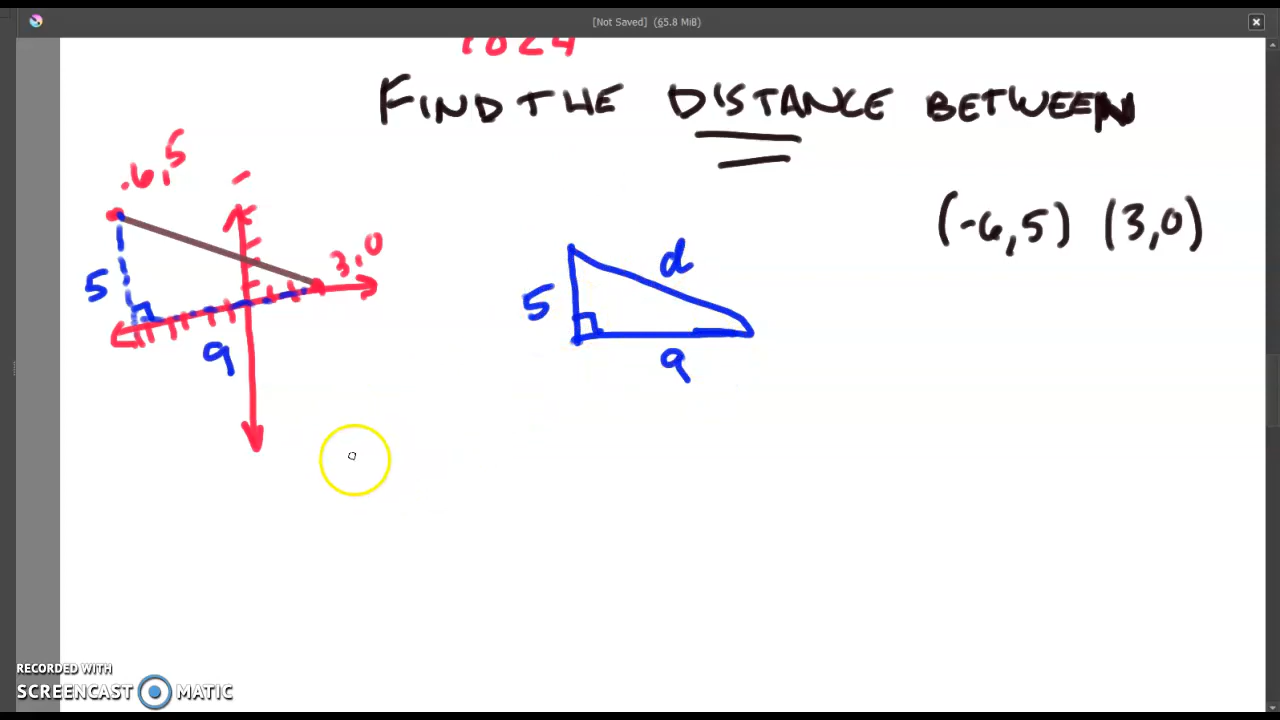 [Not Saved] (65.8 MiB)
FIND THE DISTANCE BETWEEN
-6,5
(-6,5) (3,0)
3,0
d
5
5
9
9
RECORDED WITH
SCREENCAST MATIC